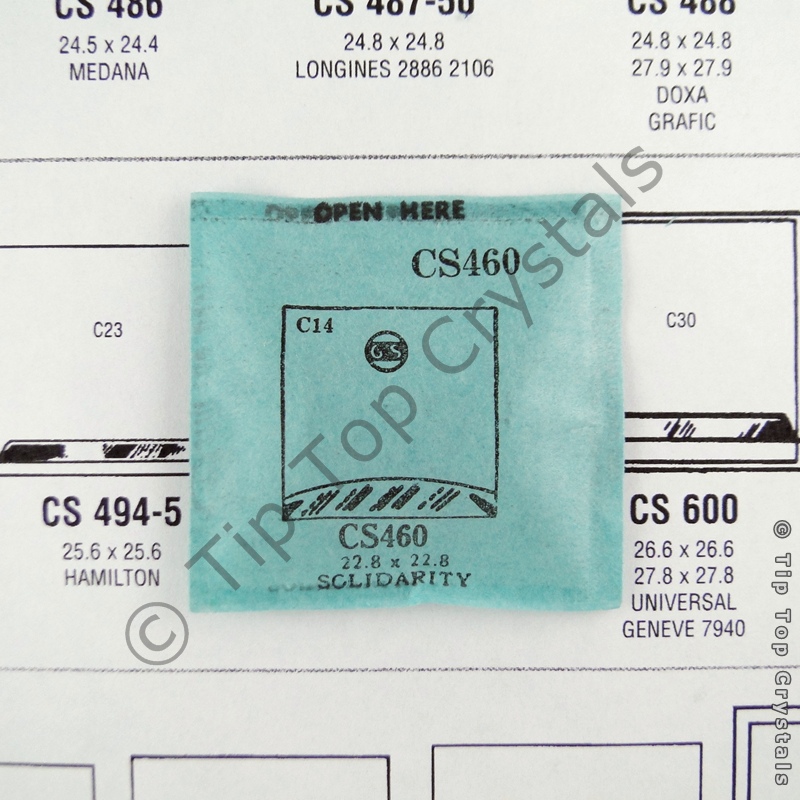 CS 486
24.5 x 24.4
MEDANA
CS 487-50
24.8 x 24.8
LONGINES 2886 2106
CS 488
24.8 x 24.8
27.9 x 27.9
DOXA
GRAFIC
OPEN HERE
CS460
C14
GS
CS460
22.8 x 22.8
SOLIDARITY
C23
CS 494-5
25.6 x 25.6
HAMILTON
C30
CS 600
26.6 x 26.6
27.8 x 27.8
UNIVERSAL
GENEVE 7940
© Tip Top Crystals
© Tip Top Crystals